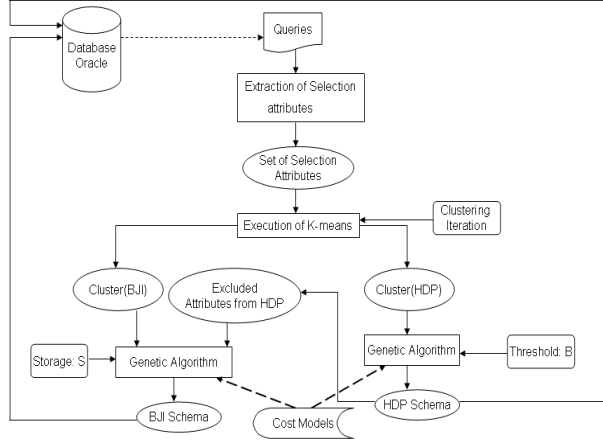 Database
Oracle
Queries
Extraction of Selection
attributes
Set of Selection
Attributes
Execution of K-means
Clustering
Iteration
Cluster(BJI)
Excluded
Attributes from HDP
Cluster(HDP)
Storage: S
Genetic Algorithm
Genetic Algorithm
Threshold: B
BJI Schema
Cost Models
HDP Schema